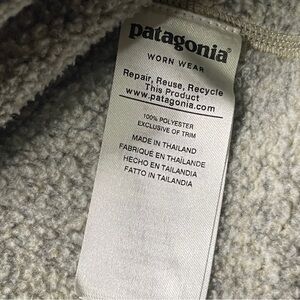 patagonia®
WORN WEAR
Repair, Reuse, Recycle
This Product
www.patagonia.com
100% POLYESTER
EXCLUSIVE OF TRIM
MADE IN THAILAND
FABRIQUÉ EN THAÏLANDE
HECHO EN TAILANDIA
FATTO IN TAILANDIA